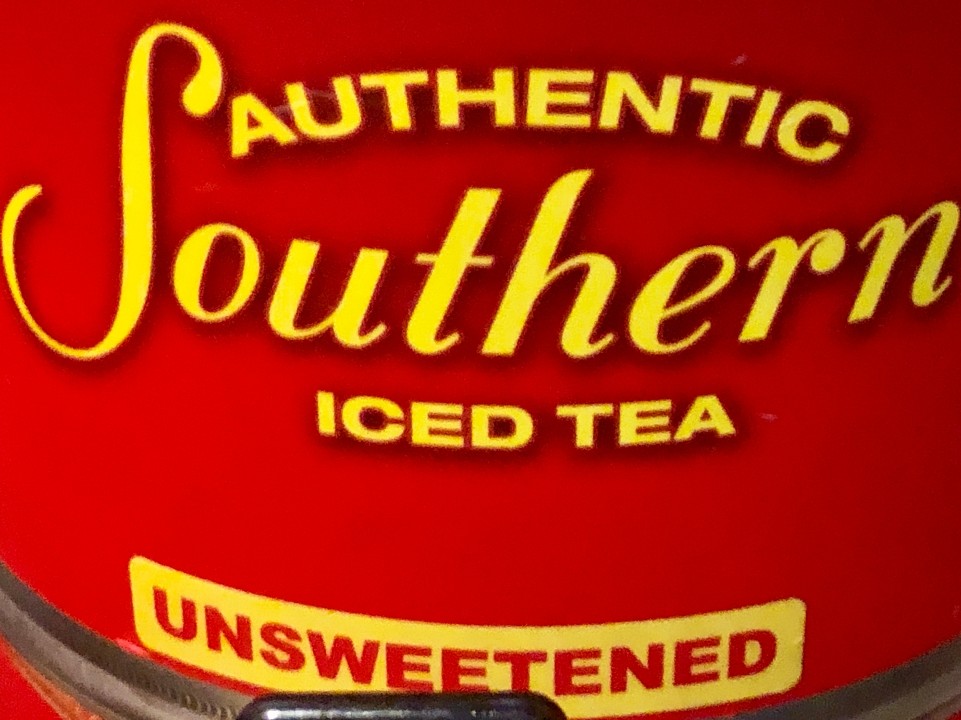 AUTHENTIC
Southern
ICED TEA
UNSWEETENED